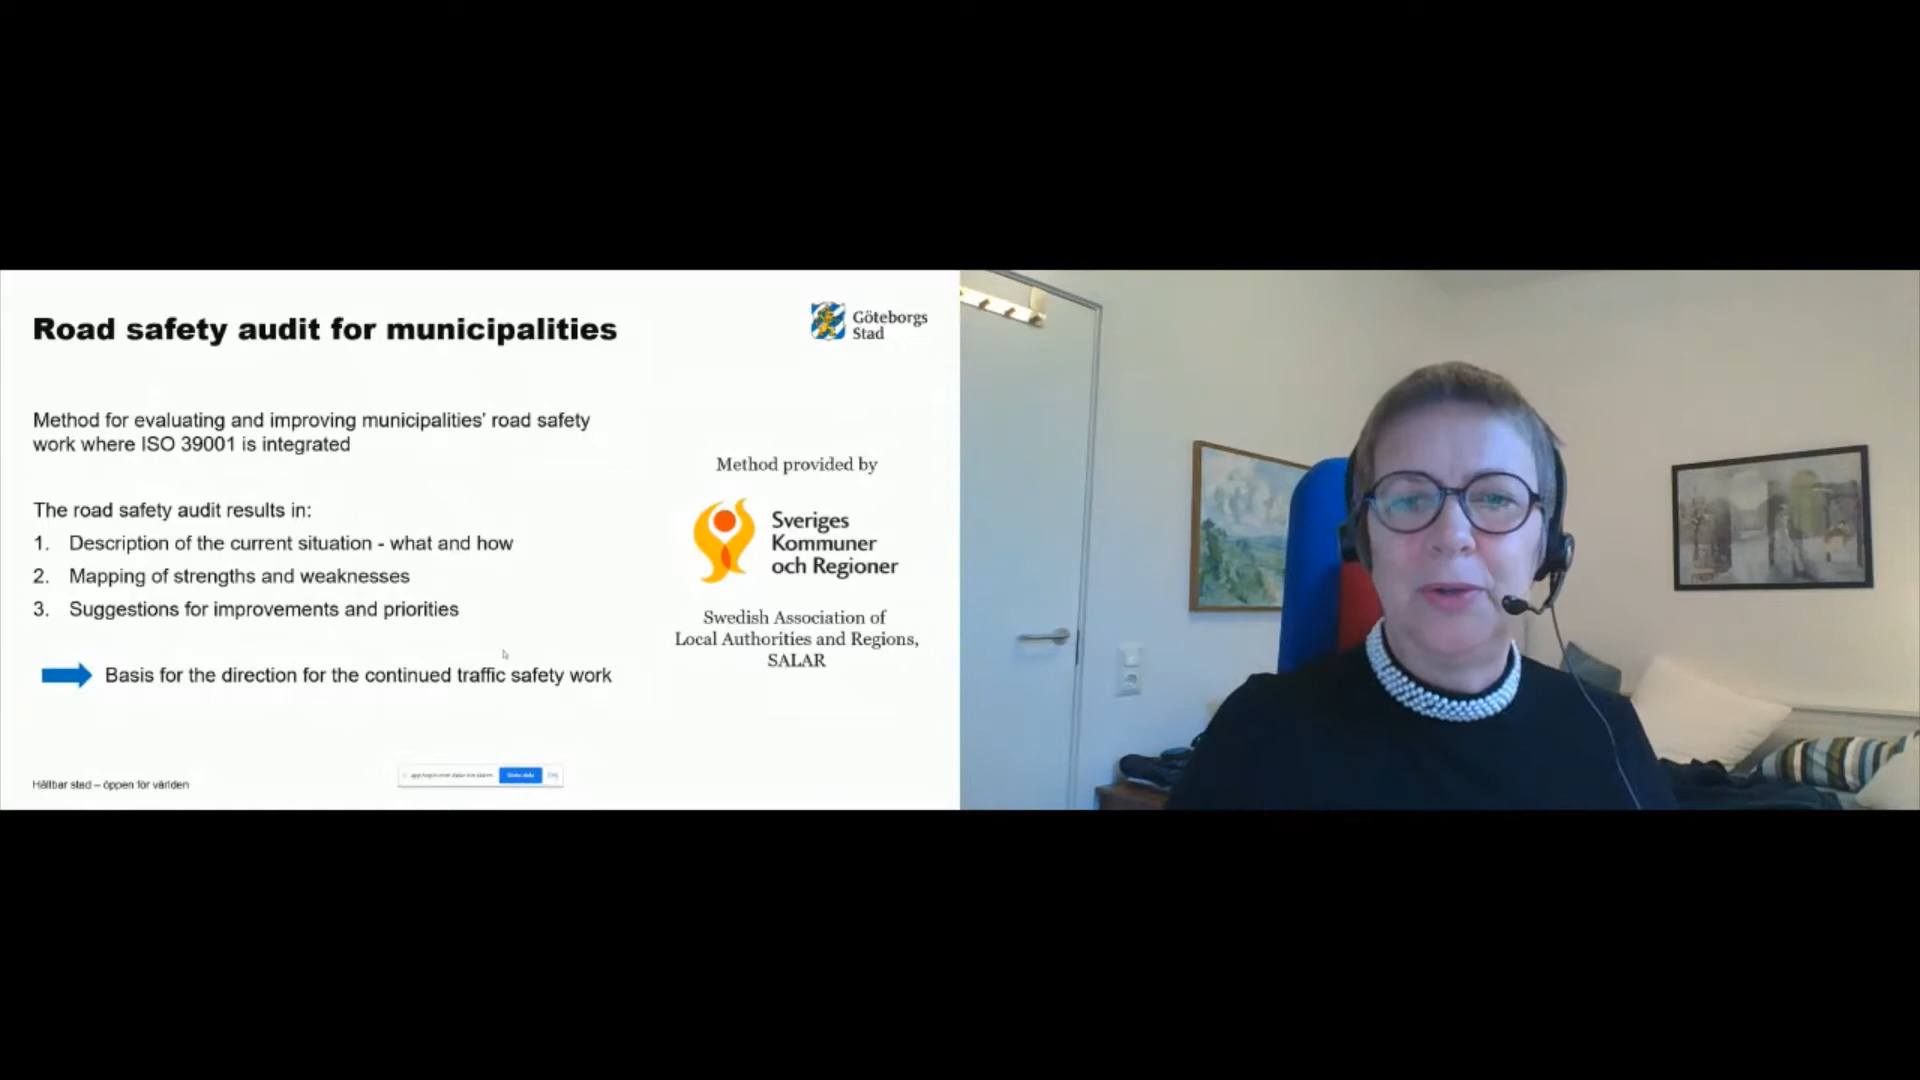 Road safety audit for municipalities
Göteborgs
Stad
Method for evaluating and improving municipalities' road safety
work where ISO 39001 is integrated
The road safety audit results in:
1. Description of the current situation - what and how
2. Mapping of strengths and weaknesses
3. Suggestions for improvements and priorities
Basis for the direction for the continued traffic safety work
Method provided by
Sveriges
Kommuner
och Regioner
Swedish Association of
Local Authorities and Regions,
SALAR
Hållbar stad – öppen för världen